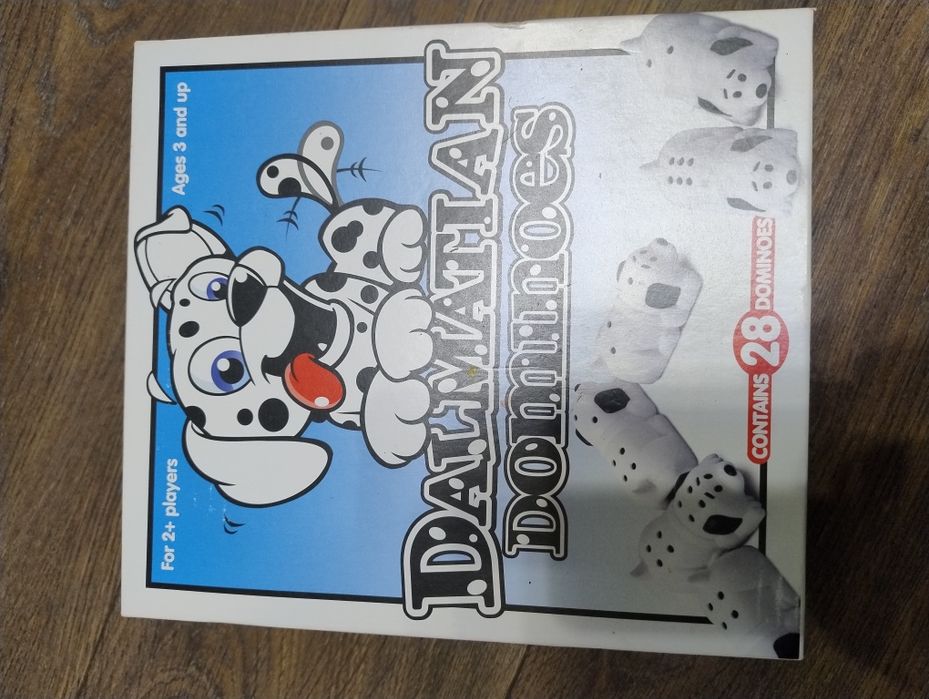 For 2+ players
Ages 3 and up
DALMATIAN
DOMINOES
CONTAINS 28 DOMINOES